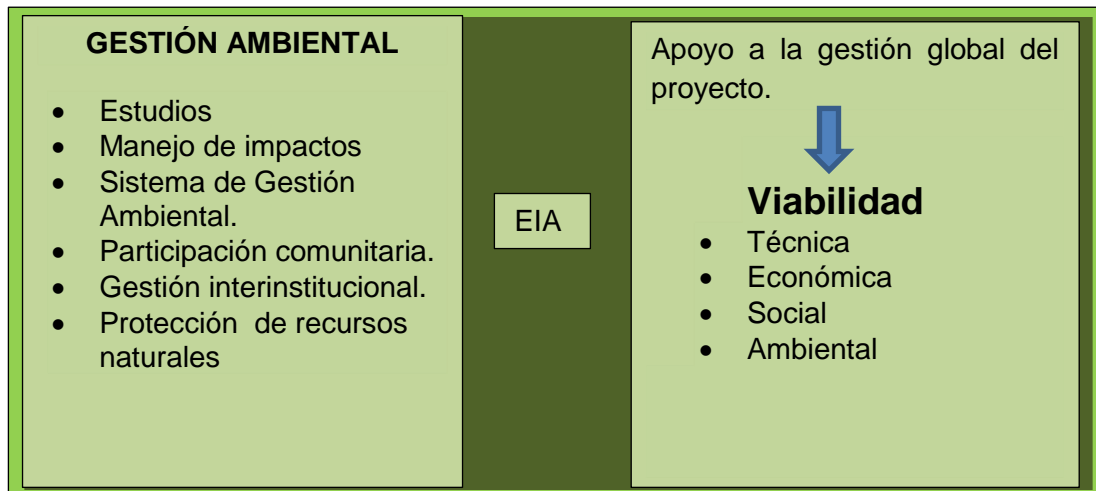 GESTIÓN AMBIENTAL
• Estudios
• Manejo de impactos
• Sistema de Gestión
Ambiental.
• Participación comunitaria.
• Gestión interinstitucional.
• Protección de recursos
naturales
EIA
Apoyo a la gestión global del
proyecto.
Viabilidad
• Técnica
• Económica
• Social
• Ambiental